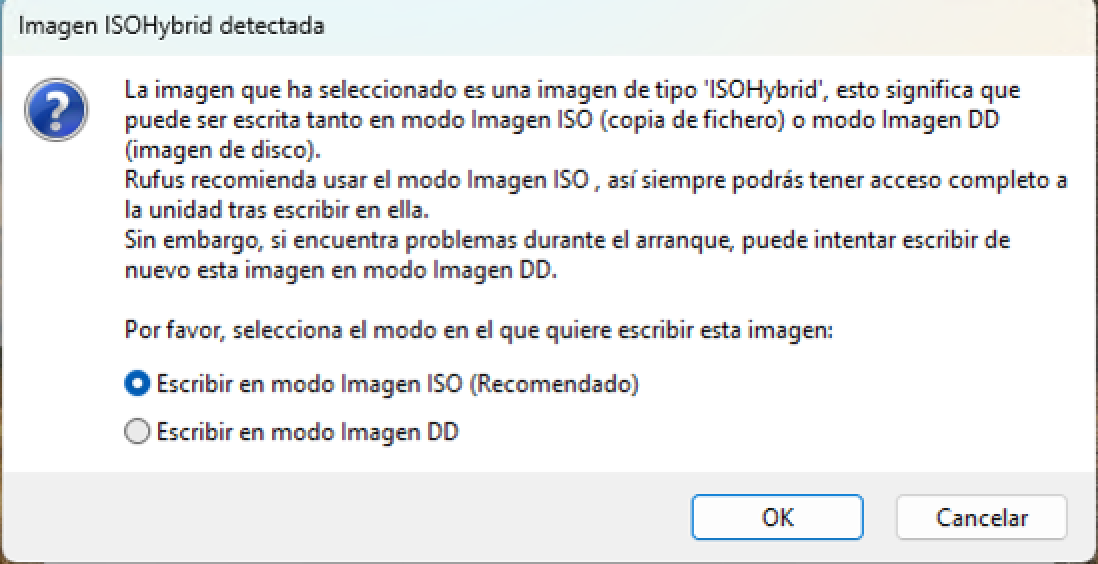 Imagen ISOHybrid detectada
La imagen que ha seleccionado es una imagen de tipo 'ISOHybrid', esto significa que
puede ser escrita tanto en modo Imagen ISO (copia de fichero) o modo Imagen DD
(imagen de disco).
Rufus recomienda usar el modo Imagen ISO , así siempre podrás tener acceso completo a
la unidad tras escribir en ella.
Sin embargo, si encuentra problemas durante el arranque, puede intentar escribir de
nuevo esta imagen en modo Imagen DD.
Por favor, selecciona el modo en el que quiere escribir esta imagen:
Escribir en modo Imagen ISO (Recomendado)
Escribir en modo Imagen DD
OK
Cancelar